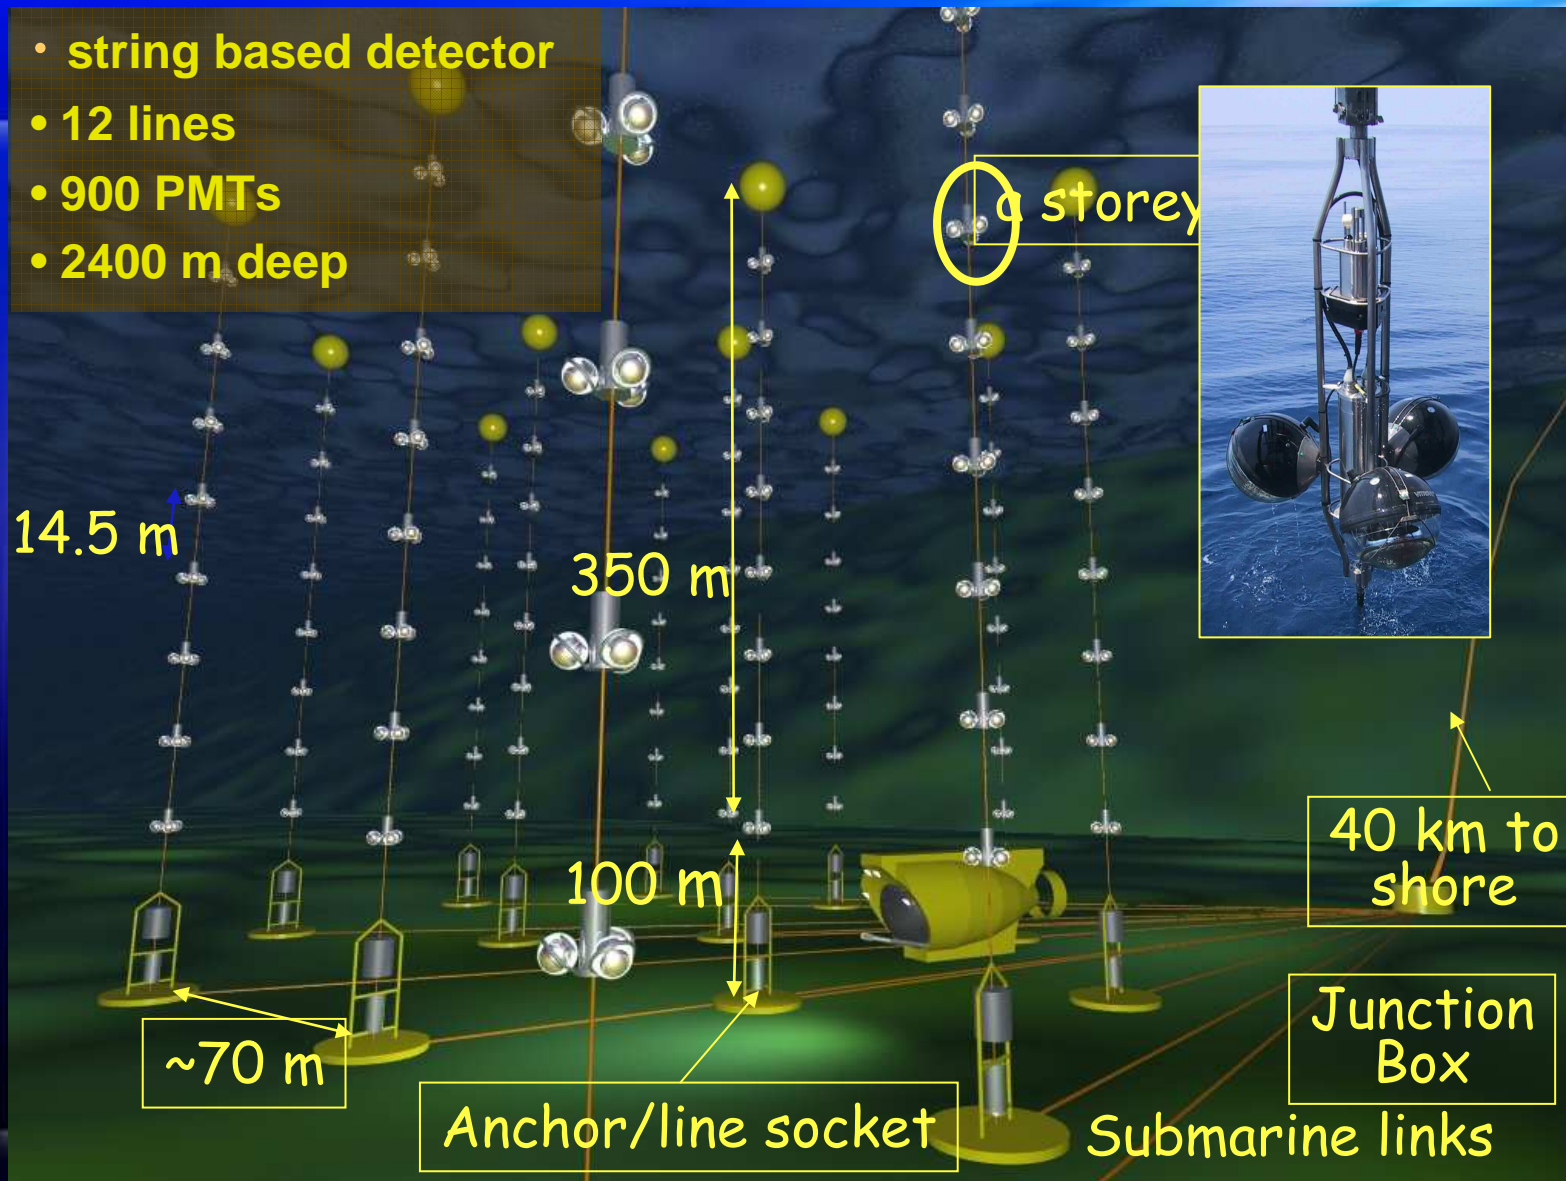 • string based detector
• 12 lines
• 900 PMTs
• 2400 m deep
a storey
14.5 m
350 m
100 m
40 km to
shore
~70 m
Junction
Box
Anchor/line socket
Submarine links